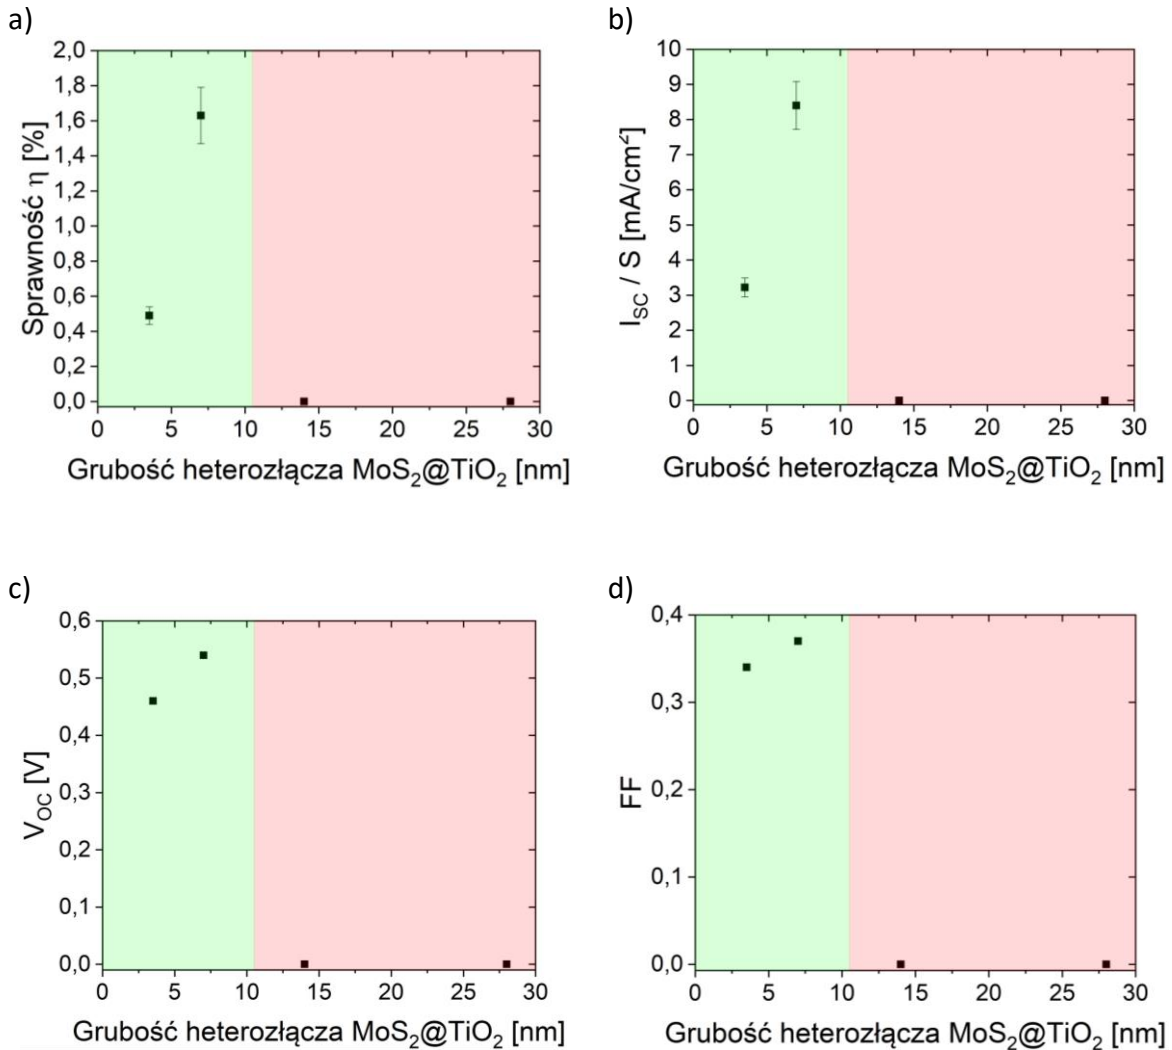 a)
2,0
1,8
1,6
1,4
1,2
1,0
0,8
0,6
0,4
0,2
0,0
Sprawność η [%]
0 5 10 15 20 25 30
Grubość heterozłącza MoS₂@TiO₂ [nm]
b)
10
9
8
7
6
5
4
3
2
1
0
I_SC / S [mA/cm²]
0 5 10 15 20 25 30
Grubość heterozłącza MoS₂@TiO₂ [nm]
c)
0,6
0,5
0,4
0,3
0,2
0,1
0,0
V_OC [V]
0 5 10 15 20 25 30
Grubość heterozłącza MoS₂@TiO₂ [nm]
d)
0,4
0,3
0,2
0,1
0,0
FF
0 5 10 15 20 25 30
Grubość heterozłącza MoS₂@TiO₂ [nm]